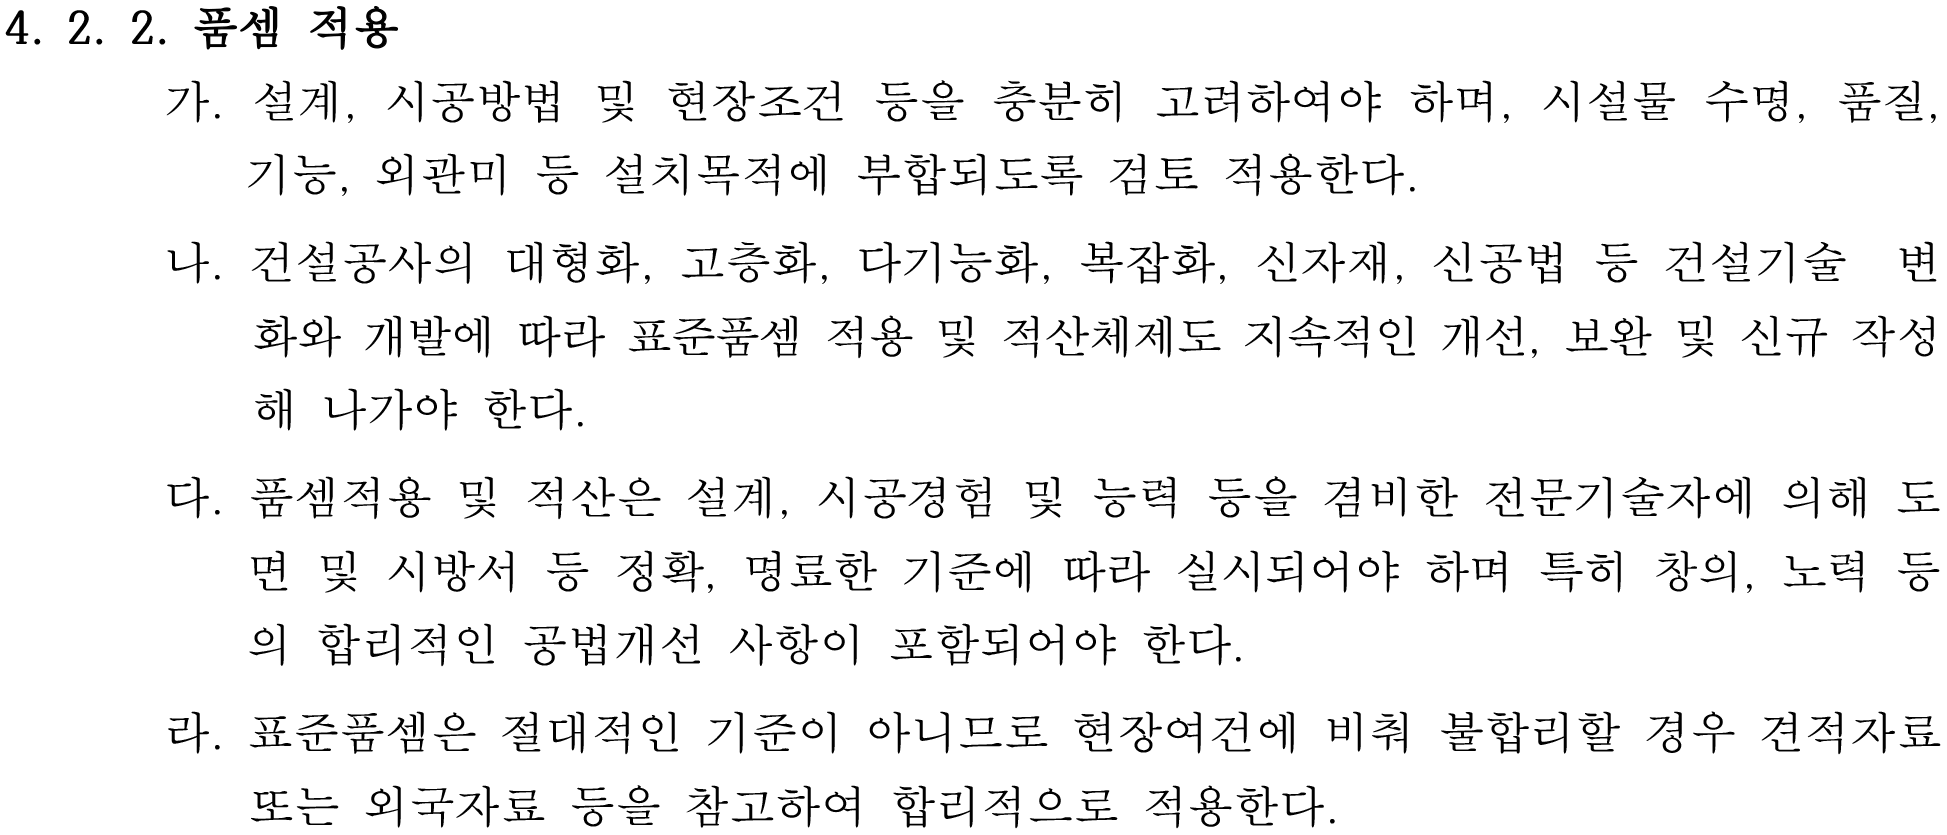 4. 2. 2. 품셈 적용
가. 설계, 시공방법 및 현장조건 등을 충분히 고려하여야 하며, 시설물 수명, 품질,
기능, 외관미 등 설치목적에 부합되도록 검토 적용한다.
나. 건설공사의 대형화, 고층화, 다기능화, 복잡화, 신자재, 신공법 등 건설기술 변
화와 개발에 따라 표준품셈 적용 및 적산체제도 지속적인 개선, 보완 및 신규 작성
해 나가야 한다.
다. 품셈적용 및 적산은 설계, 시공경험 및 능력 등을 겸비한 전문기술자에 의해 도
면 및 시방서 등 정확, 명료한 기준에 따라 실시되어야 하며 특히 창의, 노력 등
의 합리적인 공법개선 사항이 포함되어야 한다.
라. 표준품셈은 절대적인 기준이 아니므로 현장여건에 비춰 불합리할 경우 견적자료
또는 외국자료 등을 참고하여 합리적으로 적용한다.